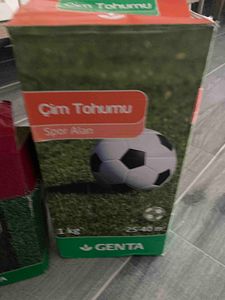 Çim Tohumu
Çim Tohumu
Spor Alan
1 kg
25-40 m²
GENTA